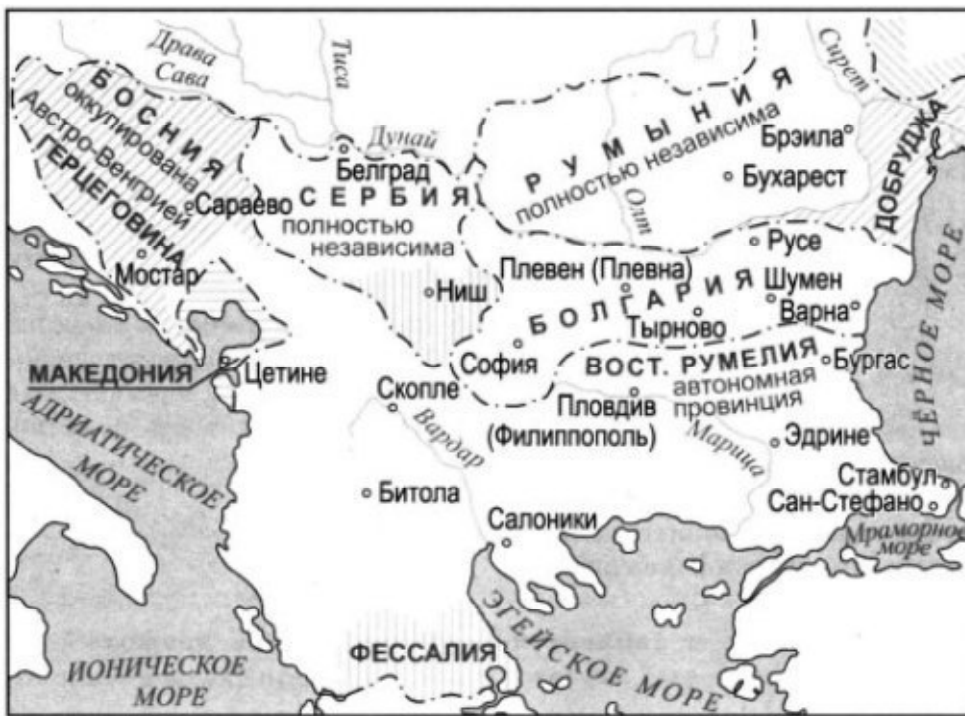 Драва
Сава
Тиса
Сирет
БОСНИЯ
оккупирована
Австро-Венгрией
ГЕРЦЕГОВИНА
Сараево
Мостар
Дунай
Белград
СЕРБИЯ
полностью
независима
Ниш
РУМЫНИЯ
полностью независима
Брэила
Бухарест
Олт
ДОБРУДЖА
Русе
Плевен (Плевна)
Шумен
БОЛГАРИЯ
Тырново
Варна
София
ВОСТ. РУМЕЛИЯ
автономная
провинция
Бургас
Пловдив
(Филиппополь)
Марица
Эдрине
ЧЁРНОЕ МОРЕ
МАКЕДОНИЯ
Цетине
Скопле
Вардар
Битола
Салоники
Стамбул
Сан-Стефано
Мраморное
море
АДРИАТИЧЕСКОЕ
МОРЕ
ИОНИЧЕСКОЕ
МОРЕ
ФЕССАЛИЯ
ЭГЕЙСКОЕ МОРЕ